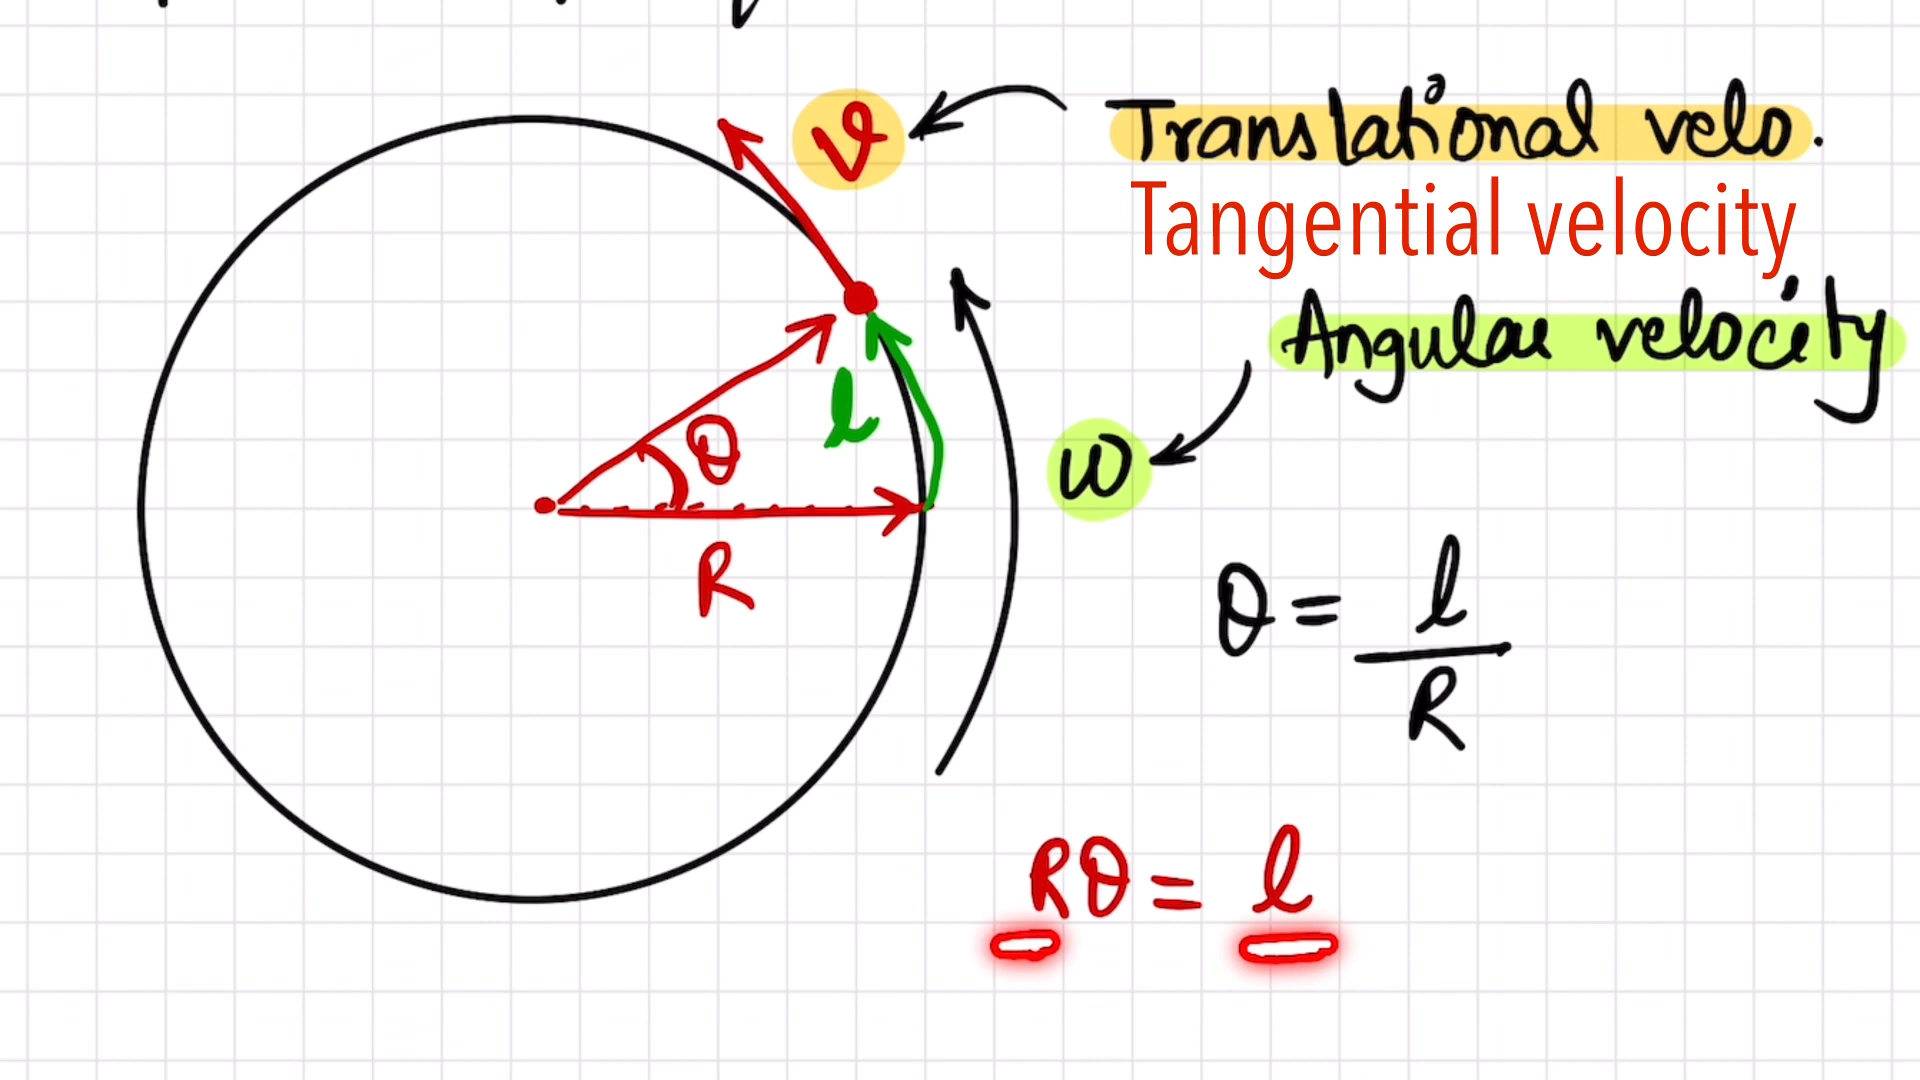 v
Translational velo.
Tangential velocity
Angular velocity
l
θ
ω
R
θ = l / R
Rθ = l